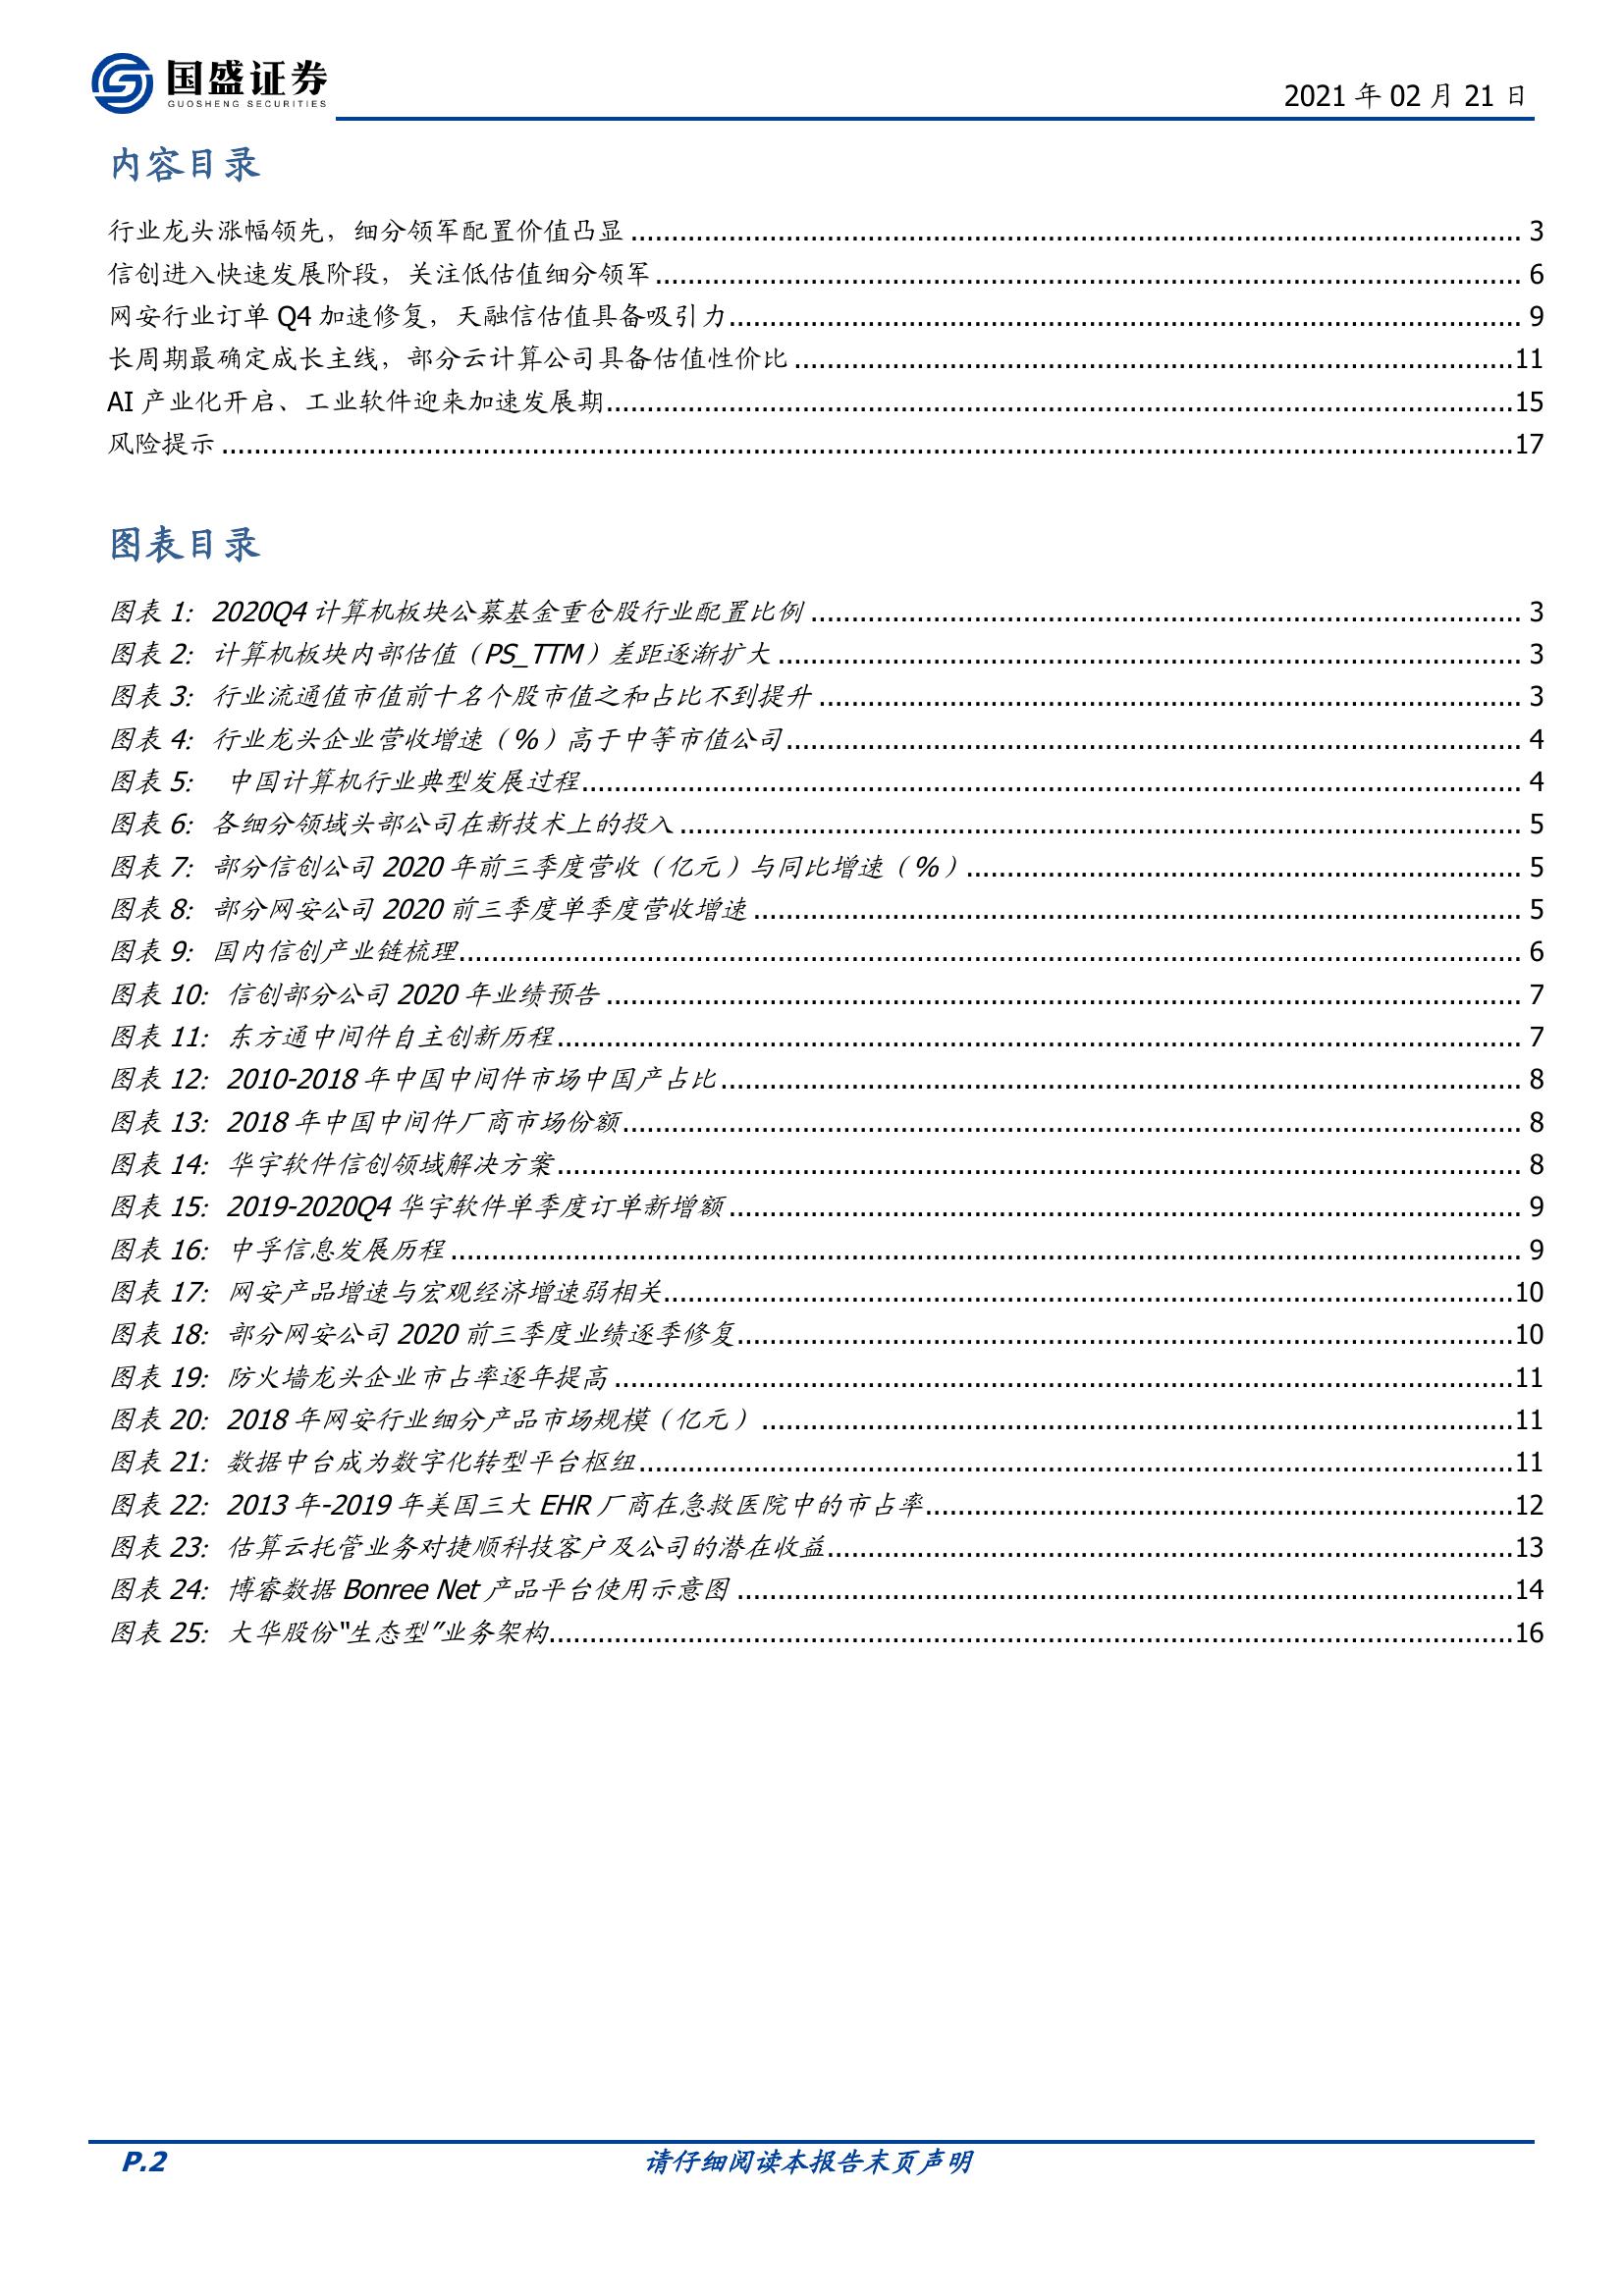 国盛证券
GUOSHENG SECURITIES
2021 年 02 月 21 日
内容目录
行业龙头涨幅领先，细分领军配置价值凸显 3
信创进入快速发展阶段，关注低估值细分领军 6
网安行业订单 Q4 加速修复，天融信估值具备吸引力 9
长周期最确定成长主线，部分云计算公司具备估值性价比 11
AI 产业化开启、工业软件迎来加速发展期 15
风险提示 17
图表目录
图表 1: 2020Q4 计算机板块公募基金重仓股行业配置比例 3
图表 2: 计算机板块内部估值（PS_TTM）差距逐渐扩大 3
图表 3: 行业流通值市值前十名个股市值之和占比不到提升 3
图表 4: 行业龙头企业营收增速（%）高于中等市值公司 4
图表 5: 中国计算机行业典型发展过程 4
图表 6: 各细分领域头部公司在新技术上的投入 5
图表 7: 部分信创公司 2020 年前三季度营收（亿元）与同比增速（%） 5
图表 8: 部分网安公司 2020 前三季度单季度营收增速 5
图表 9: 国内信创产业链梳理 6
图表 10: 信创部分公司 2020 年业绩预告 7
图表 11: 东方通中间件自主创新历程 7
图表 12: 2010-2018 年中国中间件市场中国产占比 8
图表 13: 2018 年中国中间件厂商市场份额 8
图表 14: 华宇软件信创领域解决方案 8
图表 15: 2019-2020Q4 华宇软件单季度订单新增额 9
图表 16: 中孚信息发展历程 9
图表 17: 网安产品增速与宏观经济增速弱相关 10
图表 18: 部分网安公司 2020 前三季度业绩逐季修复 10
图表 19: 防火墙龙头企业市占率逐年提高 11
图表 20: 2018 年网安行业细分产品市场规模（亿元） 11
图表 21: 数据中台成为数字化转型平台枢纽 11
图表 22: 2013 年-2019 年美国三大 EHR 厂商在急救医院中的市占率 12
图表 23: 估算云托管业务对捷顺科技客户及公司的潜在收益 13
图表 24: 博睿数据 Bonree Net 产品平台使用示意图 14
图表 25: 大华股份"生态型"业务架构 16
P.2 请仔细阅读本报告末页声明